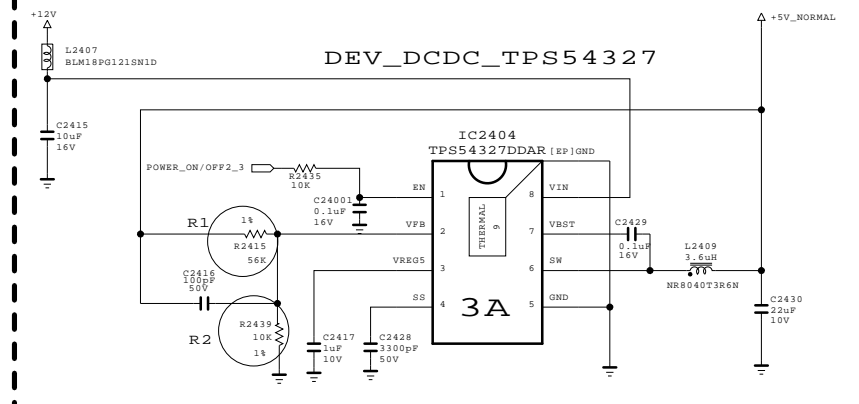 +12V
+5V_NORMAL
L2407
BLM18PG121SN1D
DEV_DCDC_TPS54327
C2415
10uF
16V
IC2404
TPS54327DDAR
[EP]GND
POWER_ON/OFF2_3
R2435
10K
C24001
0.1uF
16V
EN
1
8
VIN
THERMAL
9
R1
1%
R2415
56K
VFB
2
7
VBST
C2429
0.1uF
16V
L2409
3.6uH
NR8040T3R6N
C2416
100pF
50V
VREG5
3
6
SW
SS
4
5
GND
3A
R2
R2439
10K
1%
C2417
1uF
10V
C2428
3300pF
50V
C2430
22uF
10V